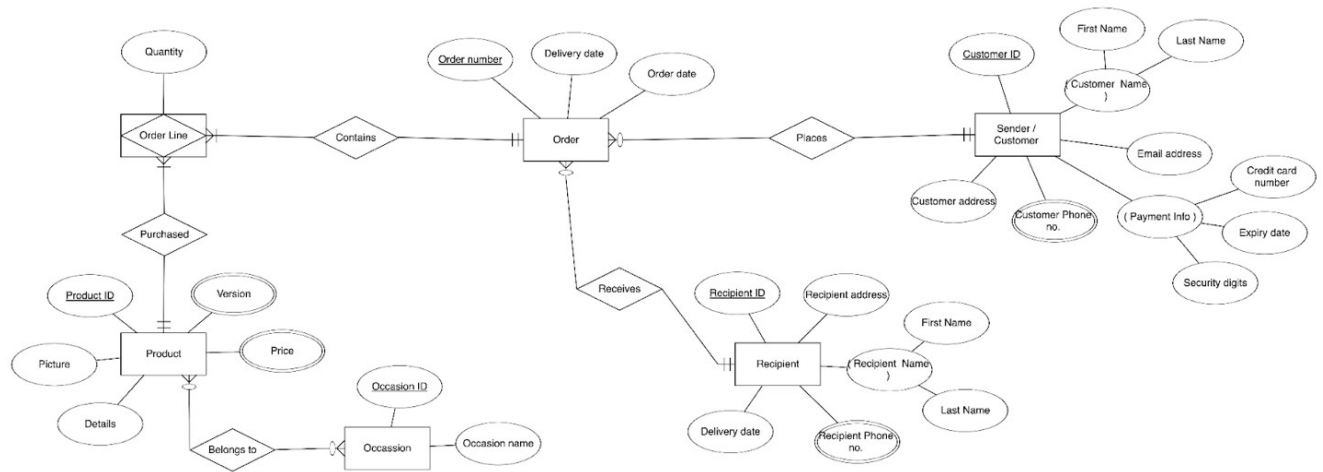 Quantity
Order Line
Contains
Order number
Delivery date
Order date
Order
Places
Customer ID
First Name
Last Name
( Customer Name
)
Sender /
Customer
Email address
Customer address
Customer Phone
no.
( Payment Info )
Credit card
number
Expiry date
Security digits
Purchased
Receives
Product ID
Version
Product
Price
Picture
Details
Belongs to
Occasion ID
Occassion
Occasion name
Recipient ID
Recipient address
Recipient
First Name
( Recipient Name
)
Last Name
Delivery date
Recipient Phone
no.